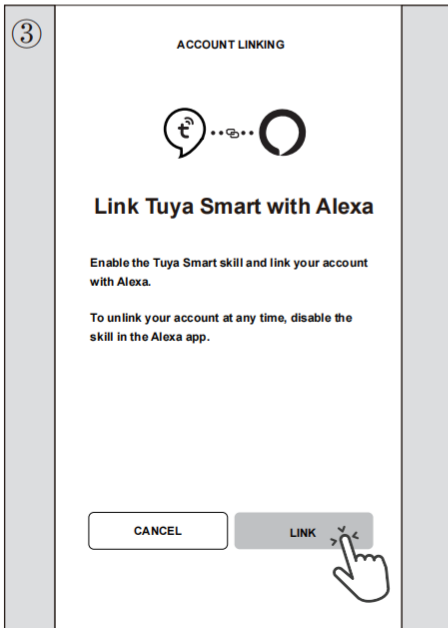 ③
ACCOUNT LINKING
Link Tuya Smart with Alexa
Enable the Tuya Smart skill and link your account
with Alexa.
To unlink your account at any time, disable the
skill in the Alexa app.
CANCEL LINK